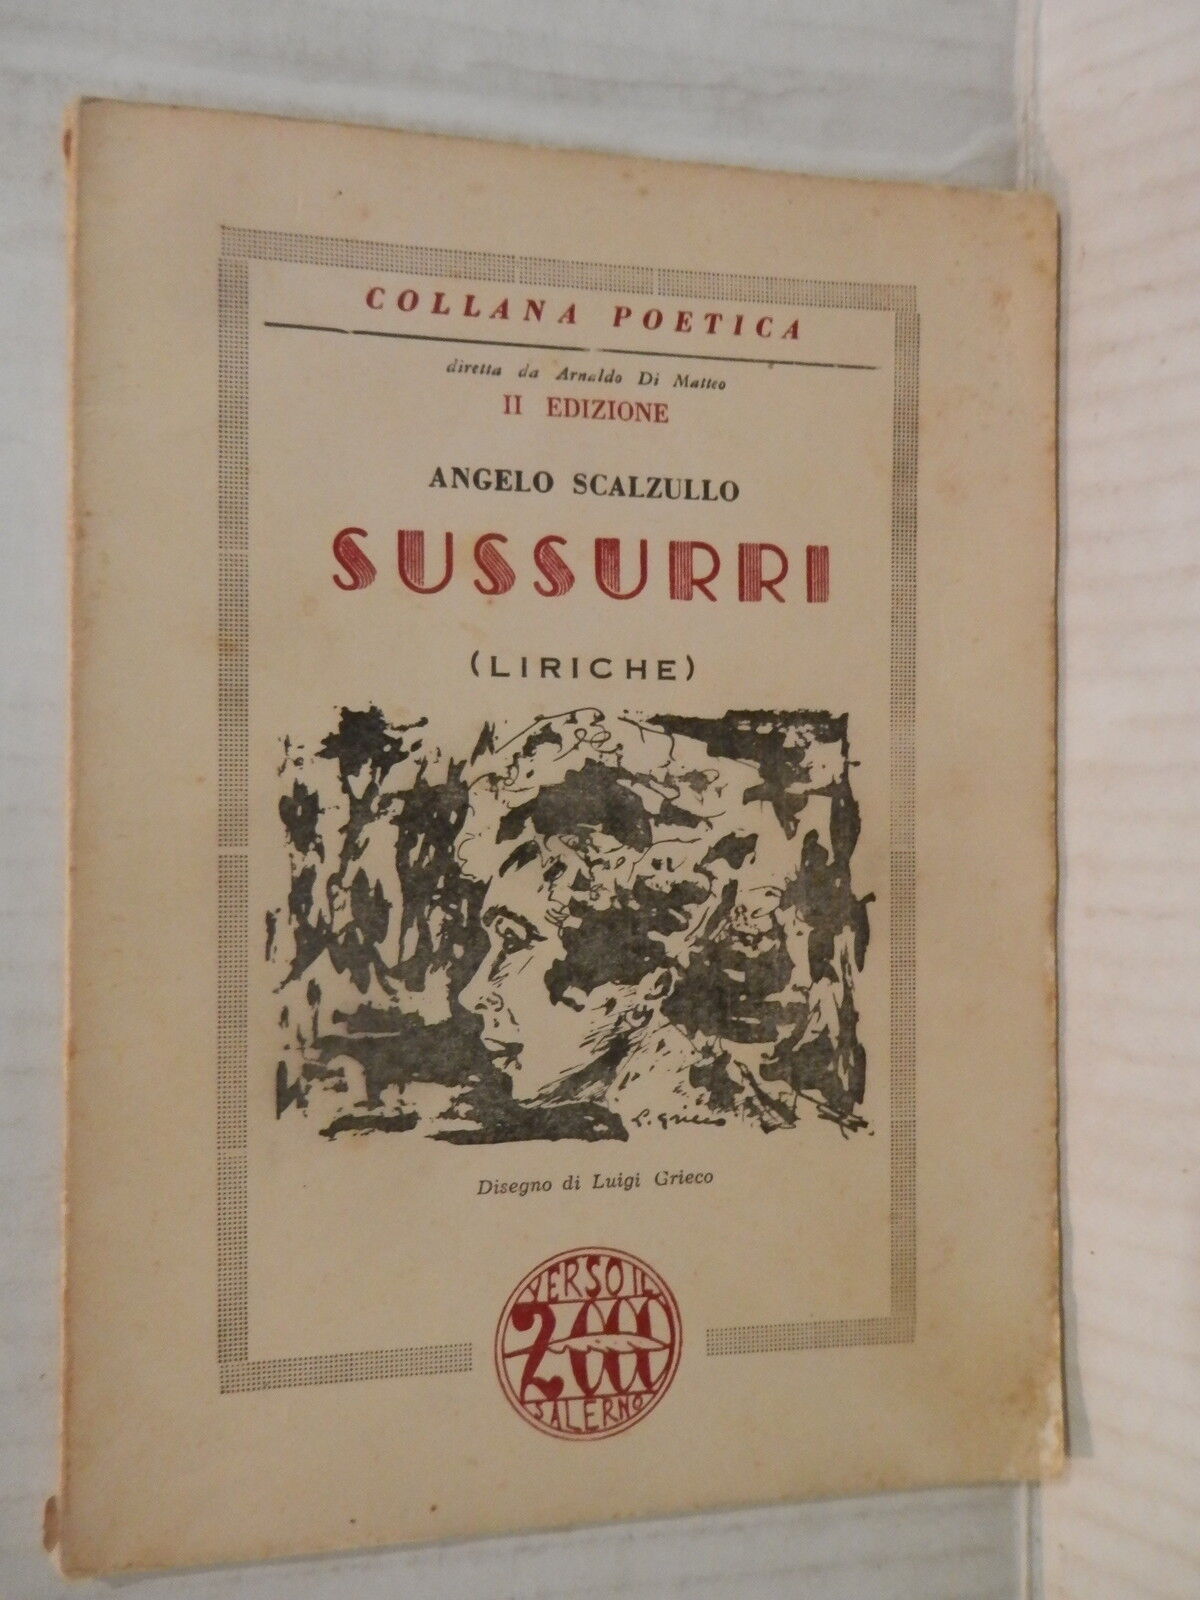 COLLANA POETICA
diretta da Arnaldo Di Matteo
II EDIZIONE
ANGELO SCALZULLO
SUSSURRI
(LIRICHE)
L. Grieco
Disegno di Luigi Grieco
VERSO IL
2000
SALERNO